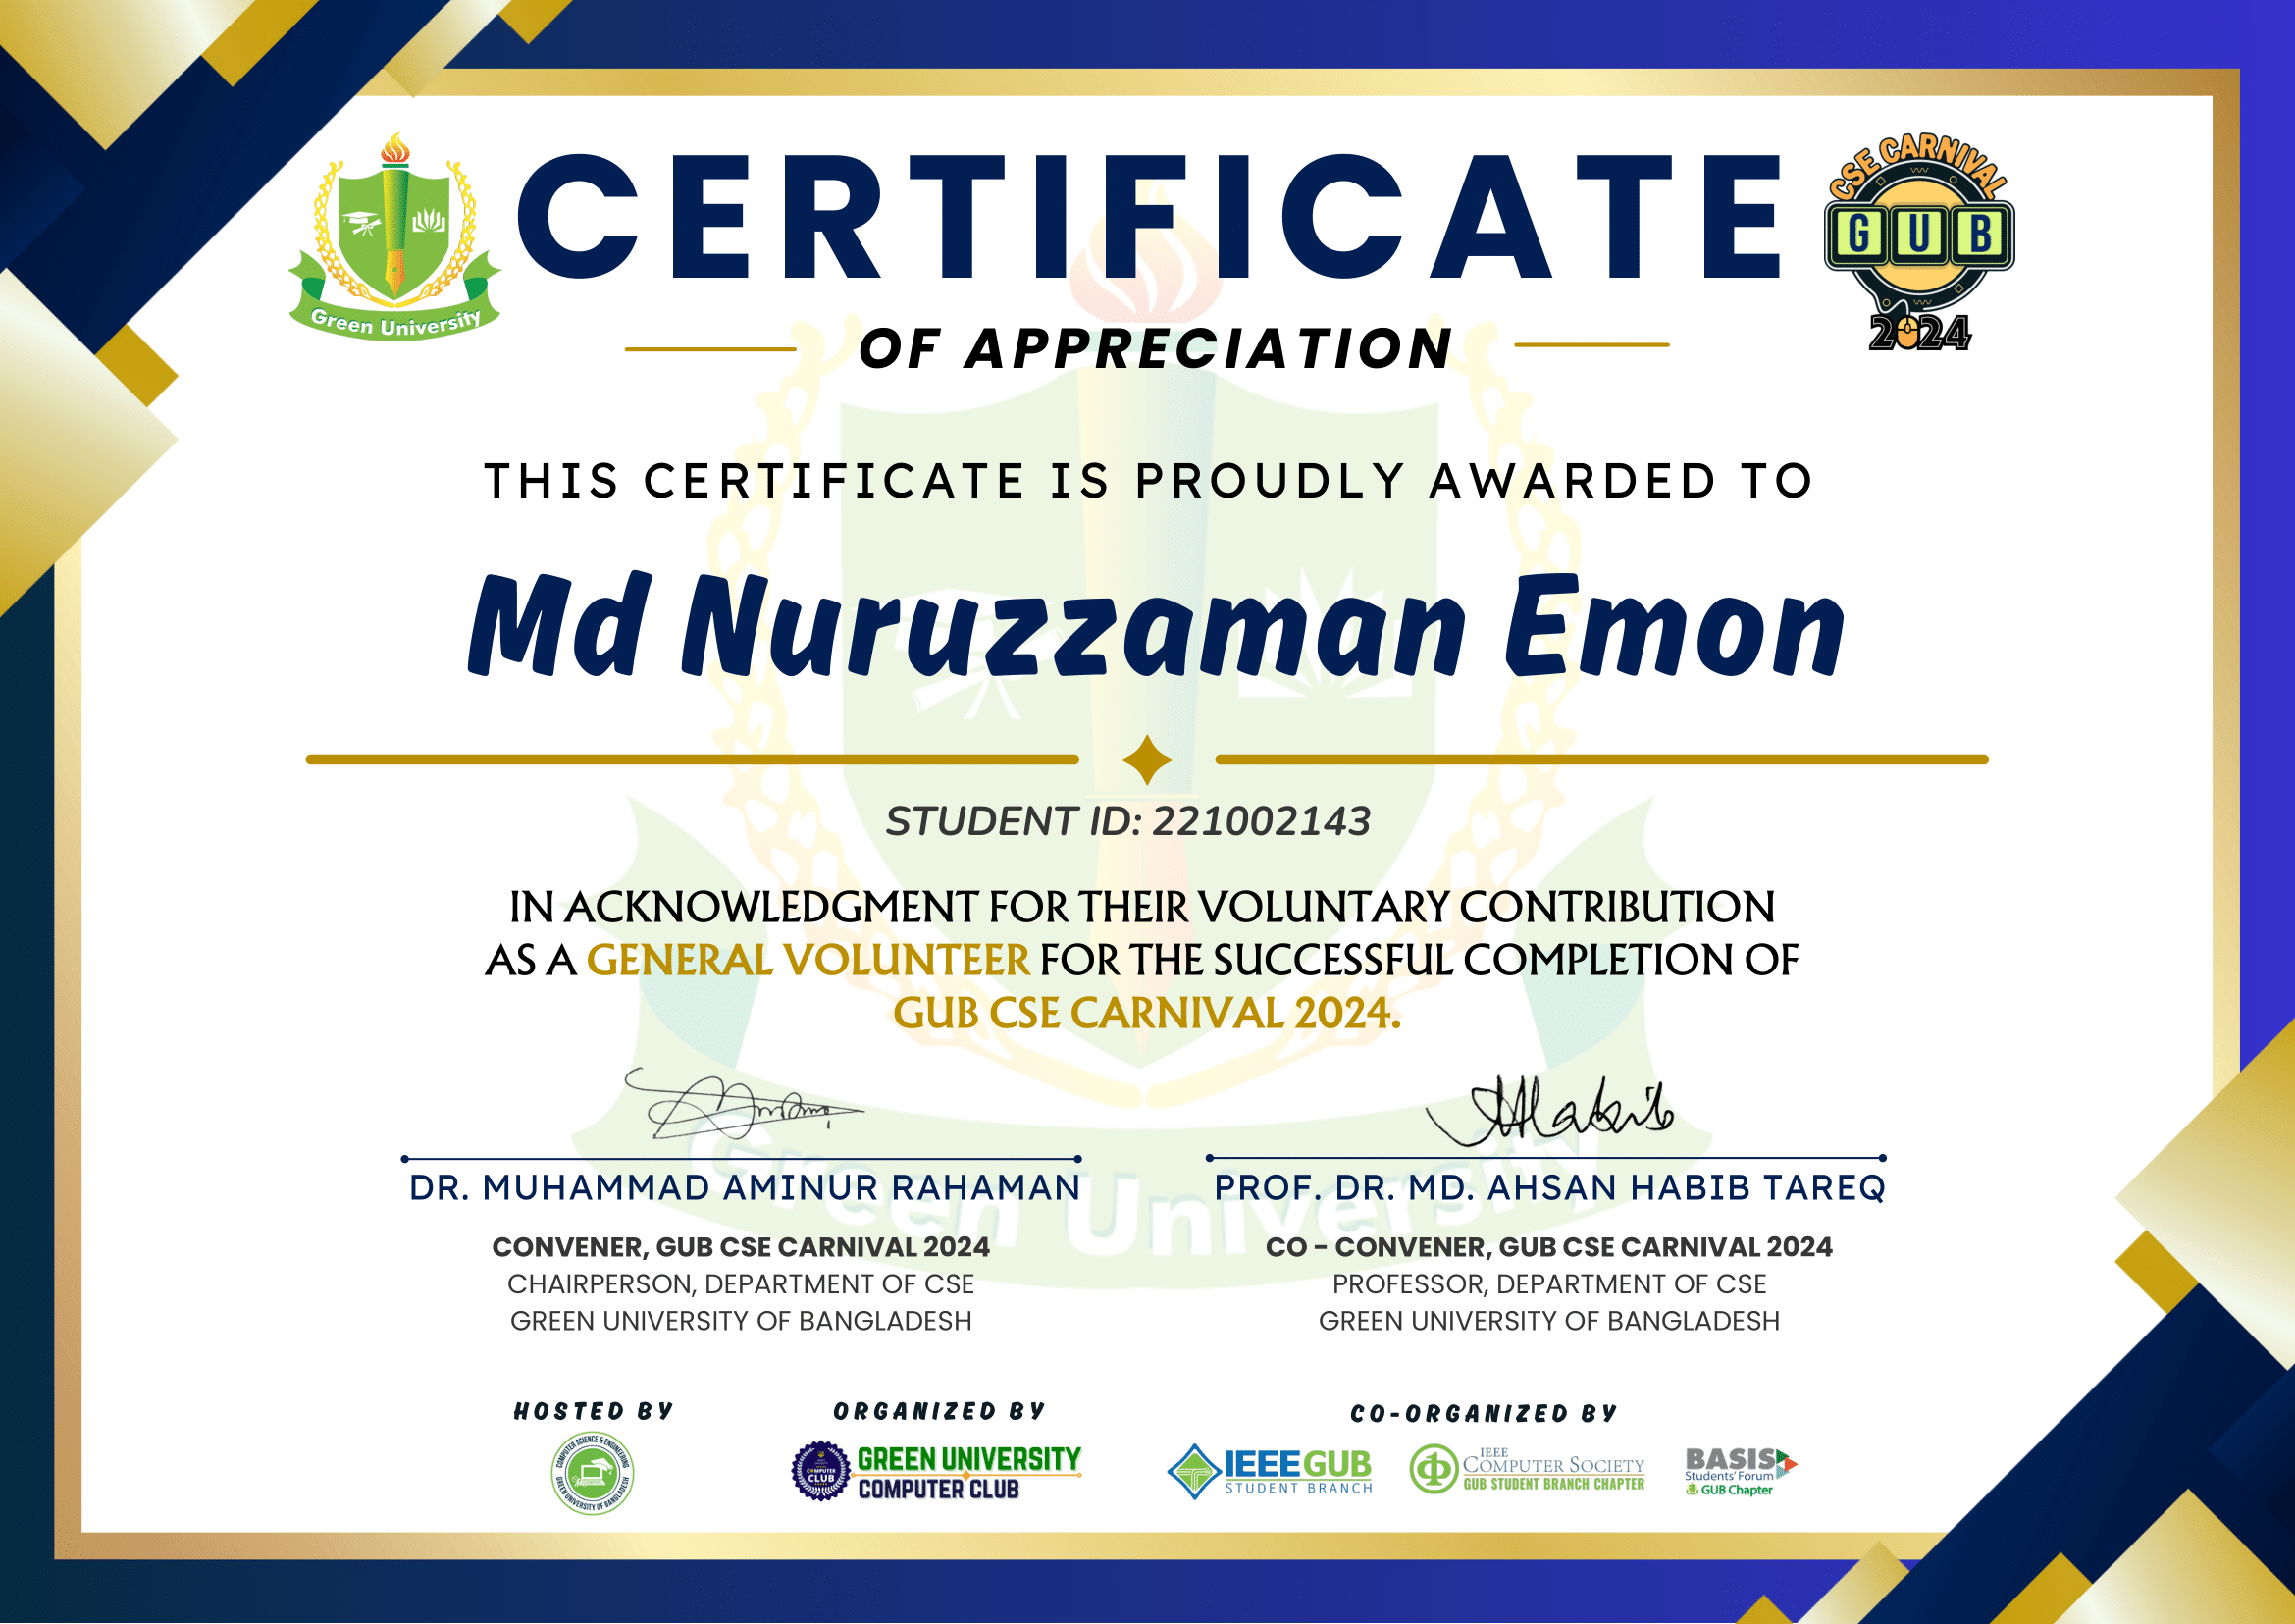 Green University
CERTIFICATE
CSE CARNIVAL
GUB
2024
OF APPRECIATION
THIS CERTIFICATE IS PROUDLY AWARDED TO
Md Nuruzzaman Emon
STUDENT ID: 221002143
IN ACKNOWLEDGMENT FOR THEIR VOLUNTARY CONTRIBUTION
AS A GENERAL VOLUNTEER FOR THE SUCCESSFUL COMPLETION OF
GUB CSE CARNIVAL 2024.
Green University
DR. MUHAMMAD AMINUR RAHAMAN
CONVENER, GUB CSE CARNIVAL 2024
CHAIRPERSON, DEPARTMENT OF CSE
GREEN UNIVERSITY OF BANGLADESH
PROF. DR. MD. AHSAN HABIB TAREQ
CO - CONVENER, GUB CSE CARNIVAL 2024
PROFESSOR, DEPARTMENT OF CSE
GREEN UNIVERSITY OF BANGLADESH
HOSTED BY
COMPUTER SCIENCE & ENGINEERING
GREEN UNIVERSITY OF BANGLADESH
ORGANIZED BY
COMPUTER
CLUB
GREEN UNIVERSITY
COMPUTER CLUB
CO-ORGANIZED BY
IEEE GUB
STUDENT BRANCH
IEEE
COMPUTER SOCIETY
GUB STUDENT BRANCH CHAPTER
BASIS
Students' Forum
GUB Chapter